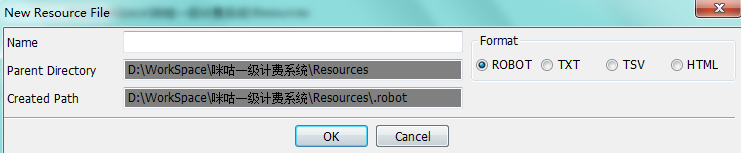 New Resource File
Name
Format
ROBOT TXT TSV HTML
Parent Directory D:\WorkSpace\咪咕一级计费系统\Resources
Created Path D:\WorkSpace\咪咕一级计费系统\Resources\.robot
OK Cancel